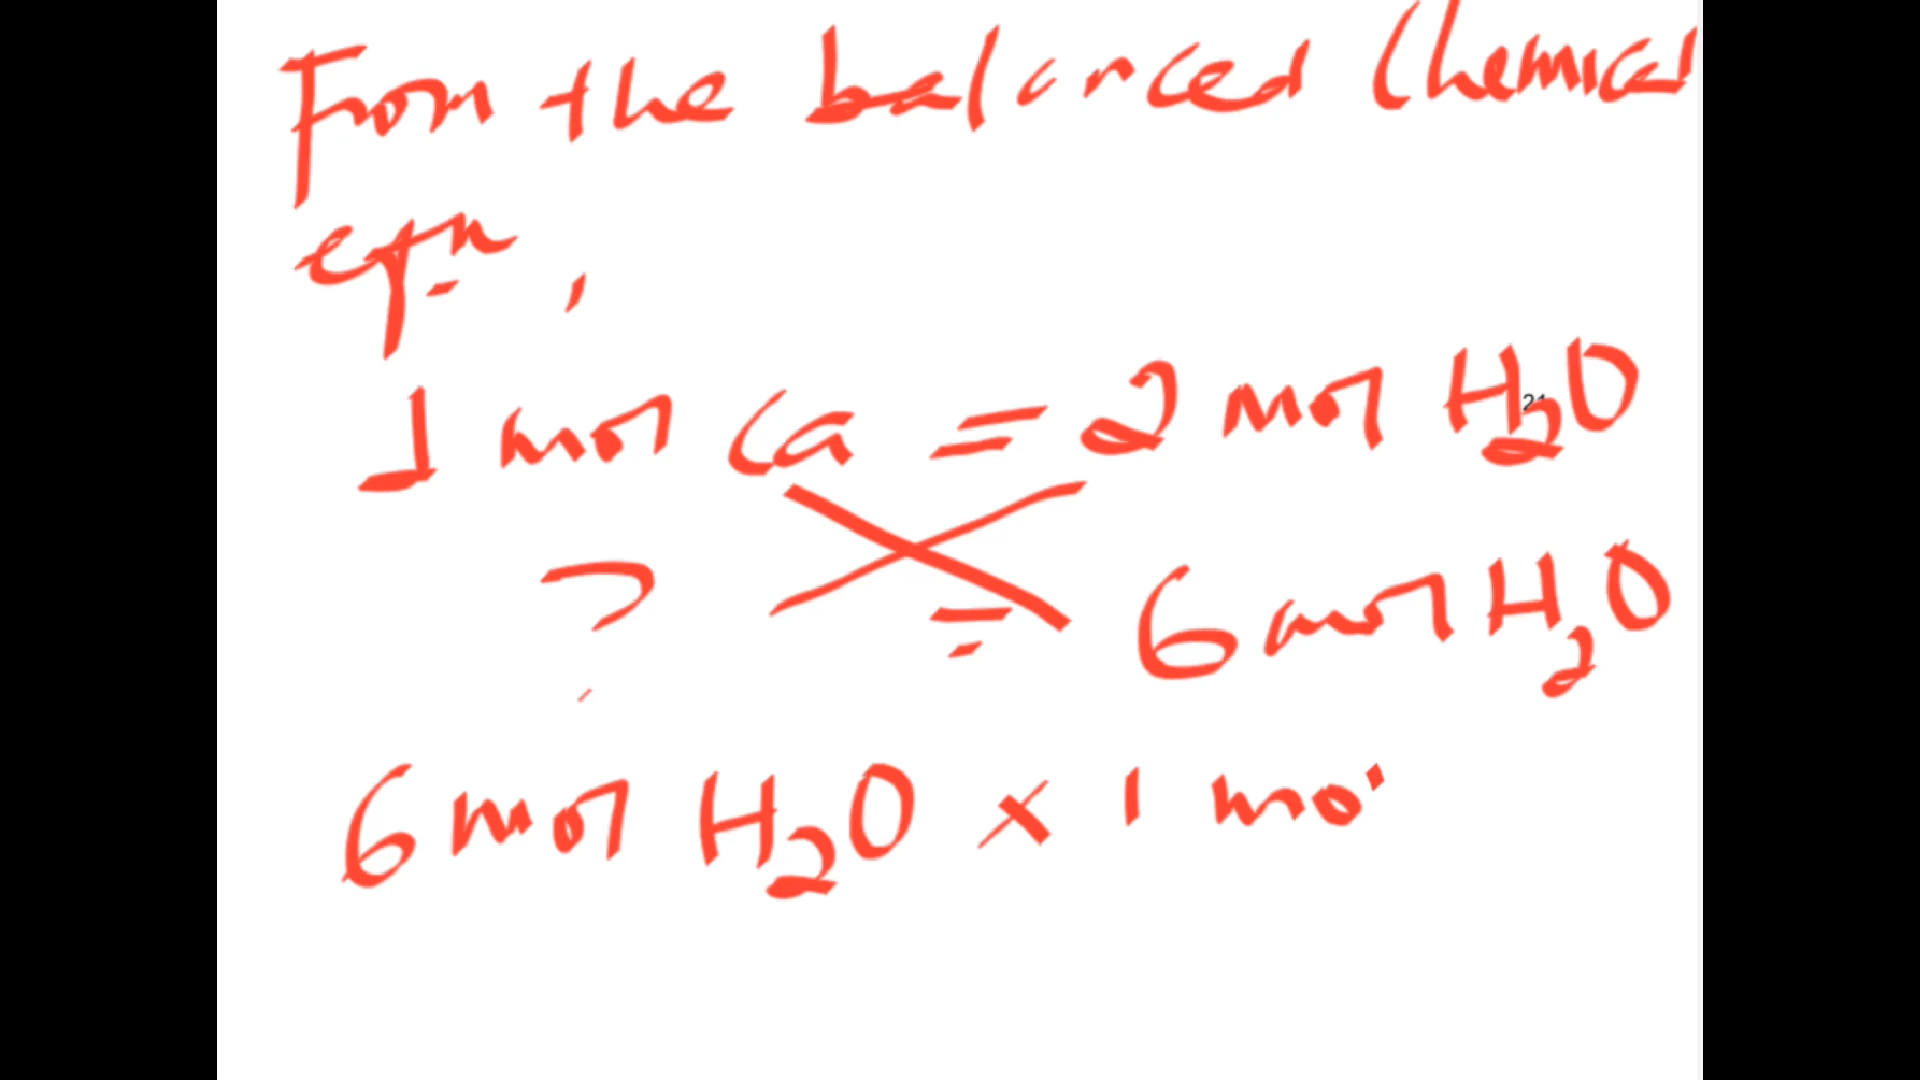 From the balanced Chemical
eqn,
1 mol Ca = 2 mol H2O
? = 6 mol H2O
6 mol H2O x 1 mo